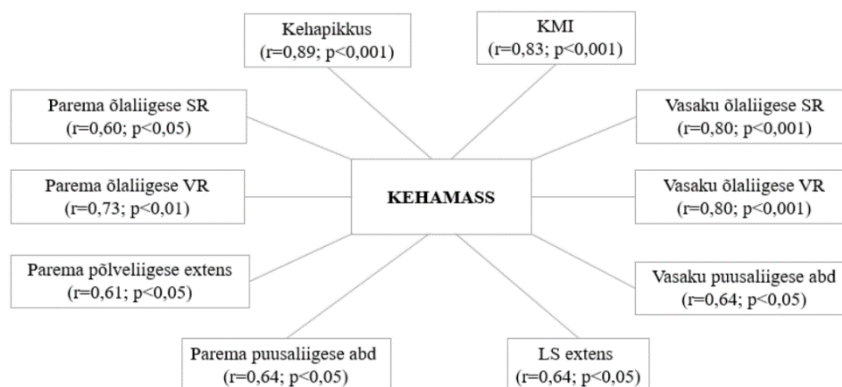 Kehapikkus
(r=0,89; p<0,001)
KMI
(r=0,83; p<0,001)
Parema õlaliigese SR
(r=0,60; p<0,05)
Vasaku õlaliigese SR
(r=0,80; p<0,001)
Parema õlaliigese VR
(r=0,73; p<0,01)
KEHAMASS
Vasaku õlaliigese VR
(r=0,80; p<0,001)
Parema põlveliigese extens
(r=0,61; p<0,05)
Vasaku puusaliigese abd
(r=0,64; p<0,05)
Parema puusaliigese abd
(r=0,64; p<0,05)
LS extens
(r=0,64; p<0,05)